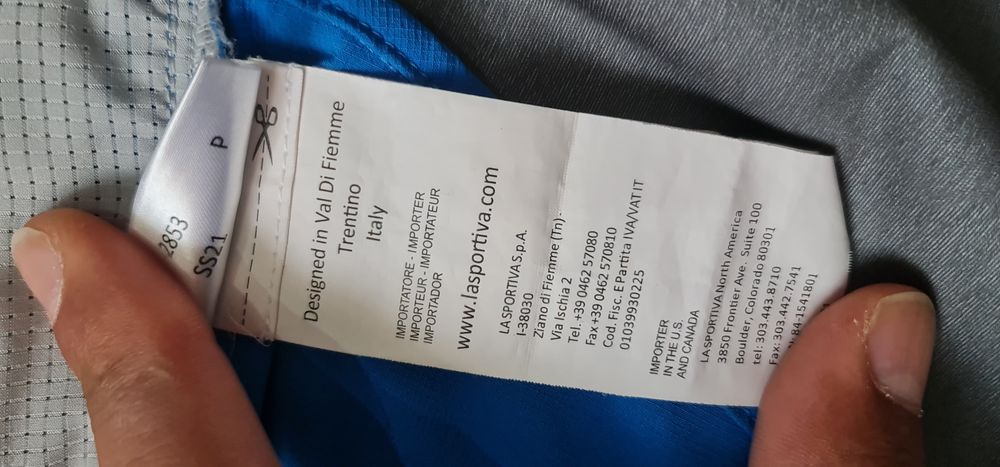 P
2853
SS21
Designed in Val Di Fiemme
Trentino
Italy
IMPORTATORE - IMPORTER
IMPORTEUR - IMPORTATEUR
IMPORTADOR
www.lasportiva.com
LA SPORTIVA S.p.A.
I-38030
Ziano di Fiemme (Tn).
Via Ischia 2
Tel. +39 0462 57080
Fax +39 0462 570810
Cod. Fisc. E Partita IVA/VAT IT
01039930225
IMPORTER
IN THE U.S.
AND CANADA
LA SPORTIVA North America
3850 Frontier Ave - Suite 100
Boulder, Colorado 80301
tel: 303.443.8710
Fax: 303.442.7541
84-1541801